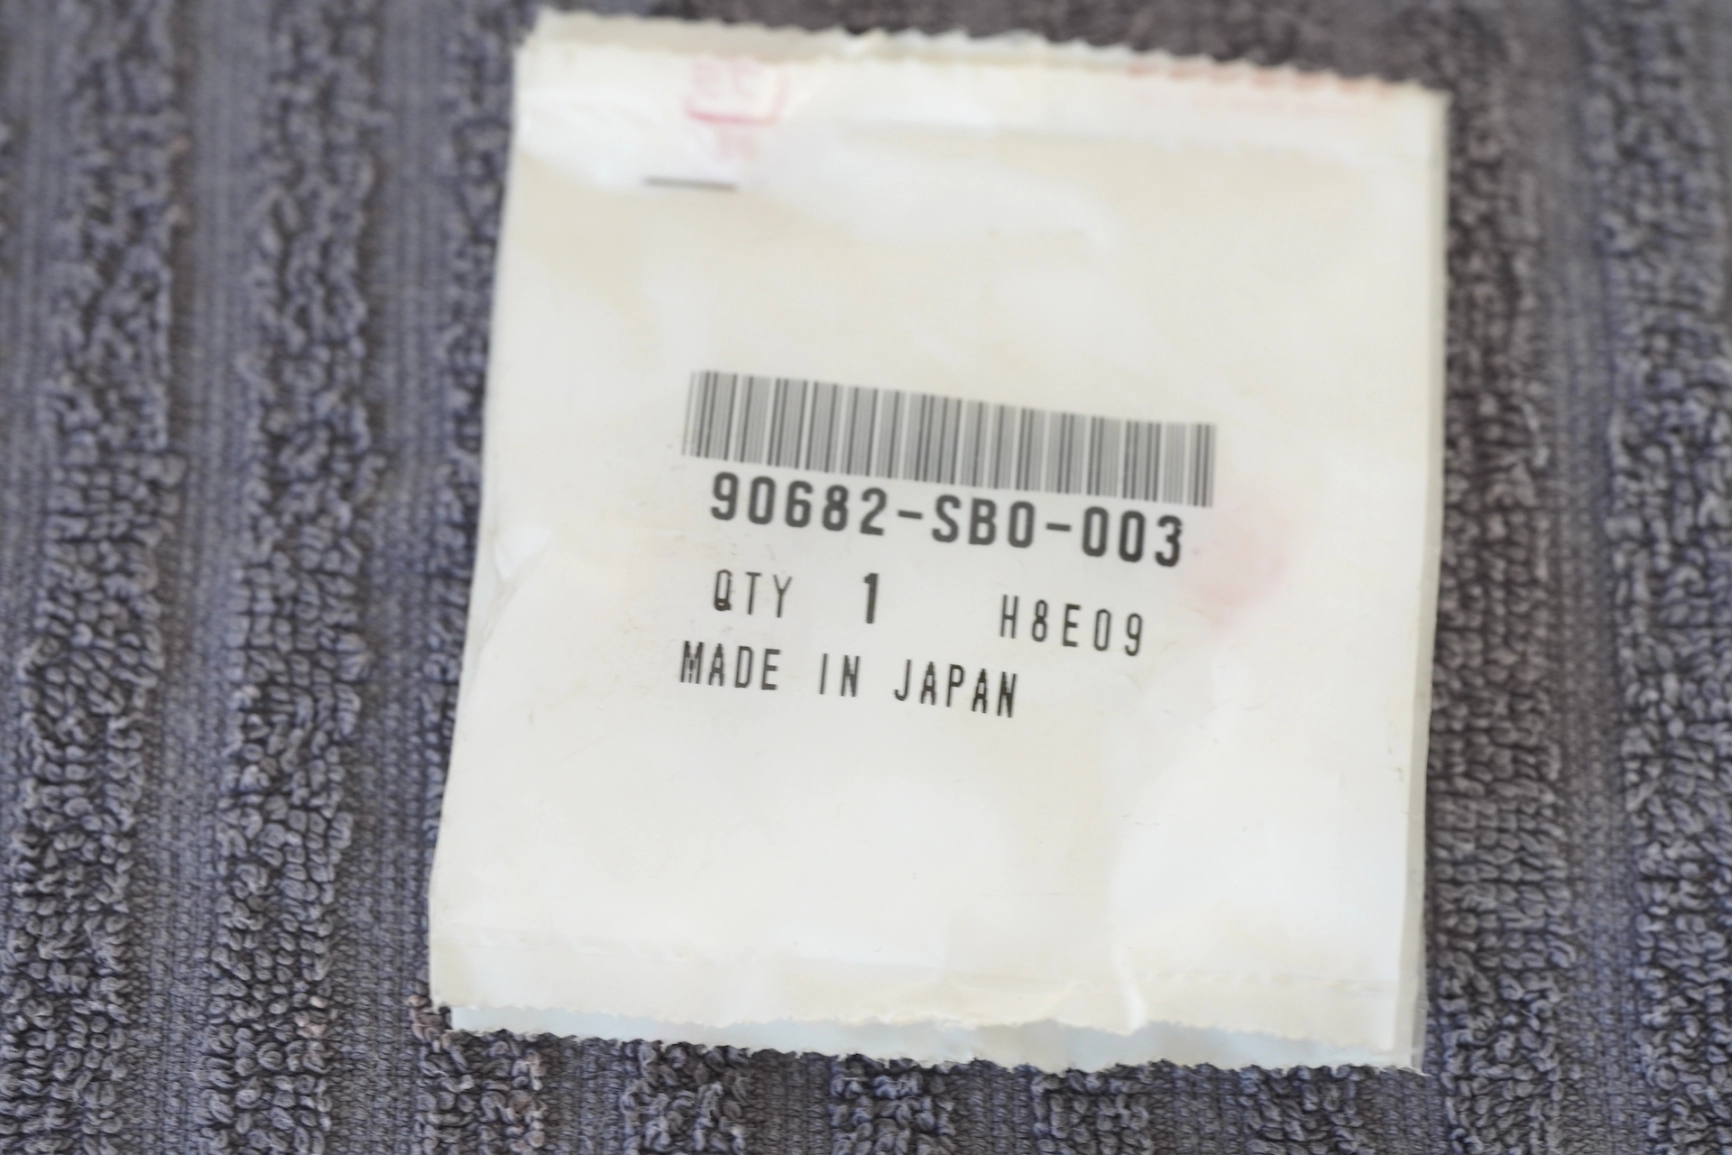 90682-SB0-003
QTY 1 H8E09
MADE IN JAPAN